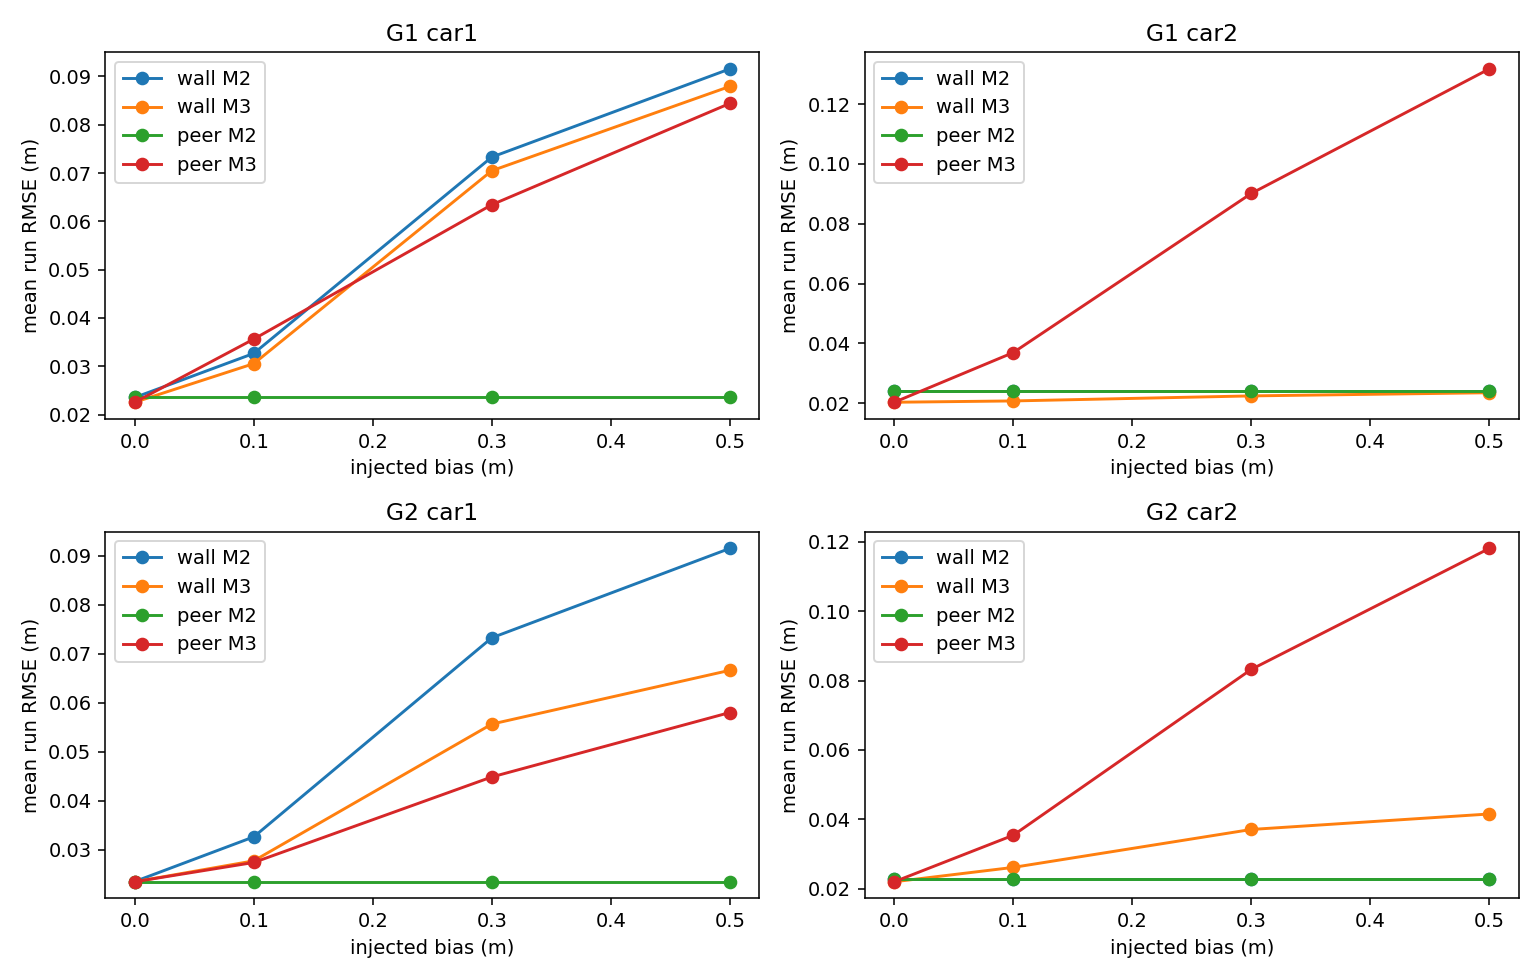 G1 car1
mean run RMSE (m)
0.09
0.08
0.07
0.06
0.05
0.04
0.03
0.02
wall M2
wall M3
peer M2
peer M3
0.0 0.1 0.2 0.3 0.4 0.5
injected bias (m)
G1 car2
mean run RMSE (m)
0.12
0.10
0.08
0.06
0.04
0.02
wall M2
wall M3
peer M2
peer M3
0.0 0.1 0.2 0.3 0.4 0.5
injected bias (m)
G2 car1
mean run RMSE (m)
0.09
0.08
0.07
0.06
0.05
0.04
0.03
wall M2
wall M3
peer M2
peer M3
0.0 0.1 0.2 0.3 0.4 0.5
injected bias (m)
G2 car2
mean run RMSE (m)
0.12
0.10
0.08
0.06
0.04
0.02
wall M2
wall M3
peer M2
peer M3
0.0 0.1 0.2 0.3 0.4 0.5
injected bias (m)